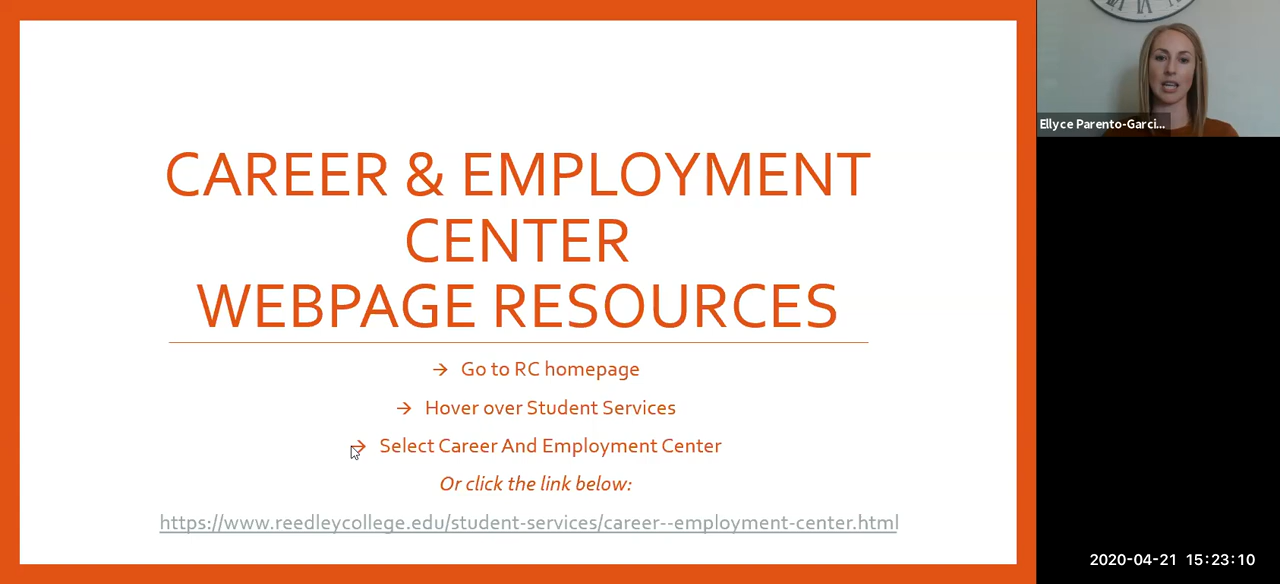 CAREER & EMPLOYMENT
CENTER
WEBPAGE RESOURCES
→ Go to RC homepage
→ Hover over Student Services
→ Select Career And Employment Center
Or click the link below:
https://www.reedleycollege.edu/student-services/career--employment-center.html
Ellyce Parento-Garci...
2020-04-21 15:23:10